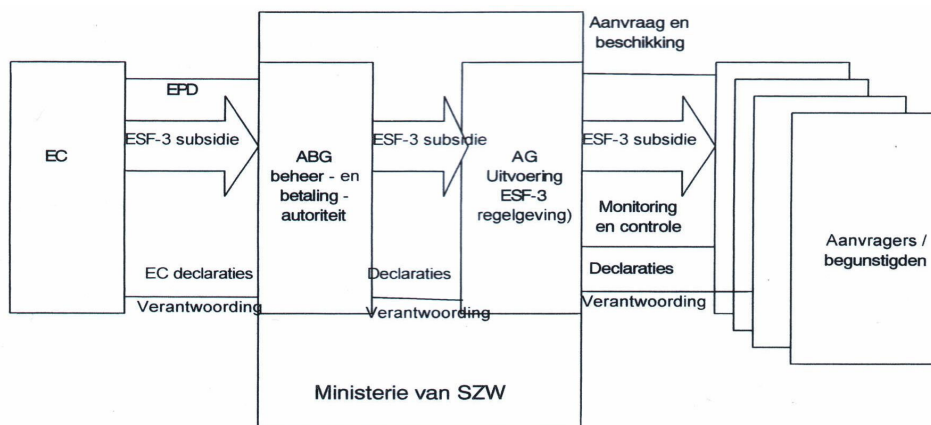 Aanvraag en
beschikking
EPD
ESF-3 subsidie
ESF-3 subsidie
ESF-3 subsidie
EC
ABG
beheer - en
betaling -
autoriteit
AG
Uitvoering
ESF-3
regelgeving)
Monitoring
en controle
Aanvragers /
begunstigden
EC declaraties
Declaraties
Declaraties
Verantwoording
Verantwoording
Verantwoording
Ministerie van SZW